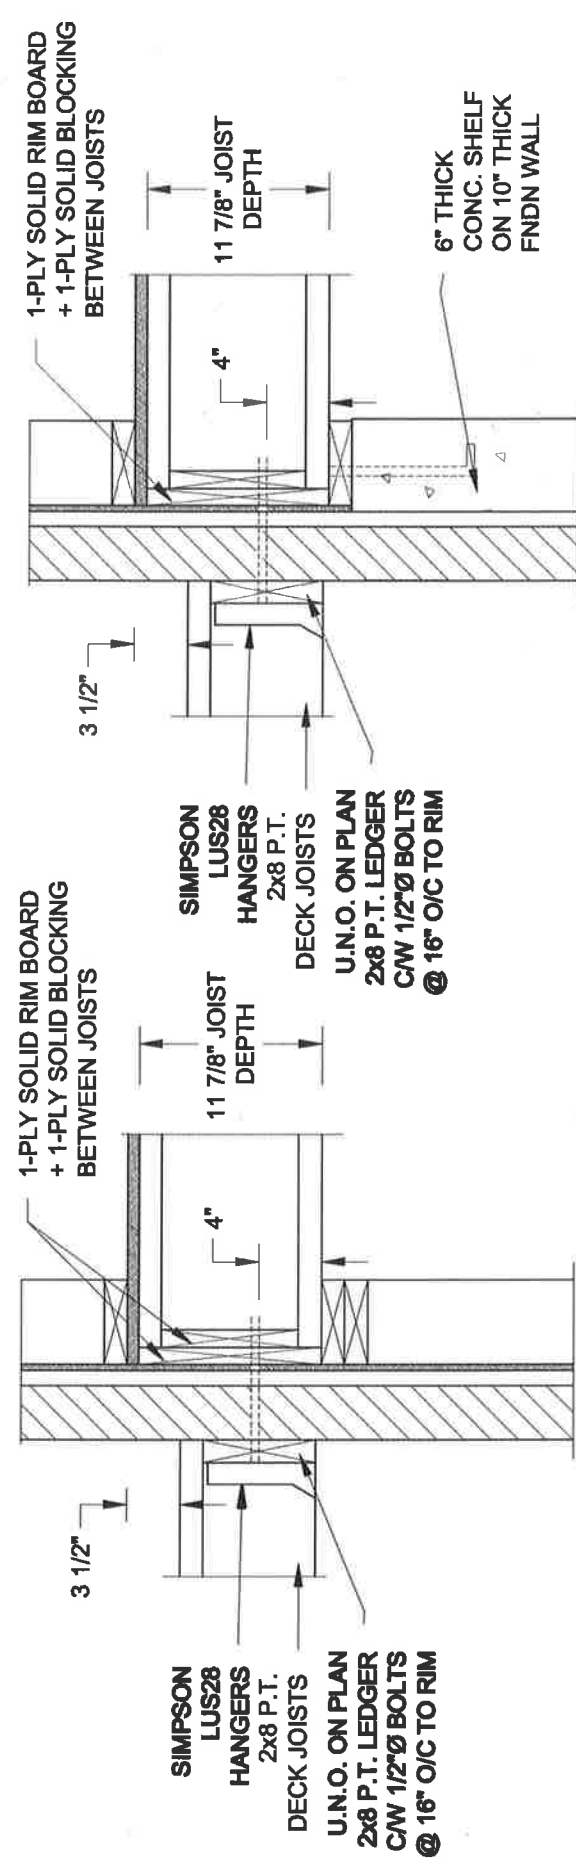 1-PLY SOLID RIM BOARD
+ 1-PLY SOLID BLOCKING
BETWEEN JOISTS
3 1/2"
4"
11 7/8" JOIST
DEPTH
SIMPSON
LUS28
HANGERS
2x8 P.T.
DECK JOISTS
U.N.O. ON PLAN
2x8 P.T. LEDGER
C/W 1/2"Ø BOLTS
@ 16" O/C TO RIM
1-PLY SOLID RIM BOARD
+ 1-PLY SOLID BLOCKING
BETWEEN JOISTS
3 1/2"
4"
11 7/8" JOIST
DEPTH
SIMPSON
LUS28
HANGERS
2x8 P.T.
DECK JOISTS
U.N.O. ON PLAN
2x8 P.T. LEDGER
C/W 1/2"Ø BOLTS
@ 16" O/C TO RIM
6" THICK
CONC. SHELF
ON 10" THICK
FNDN WALL